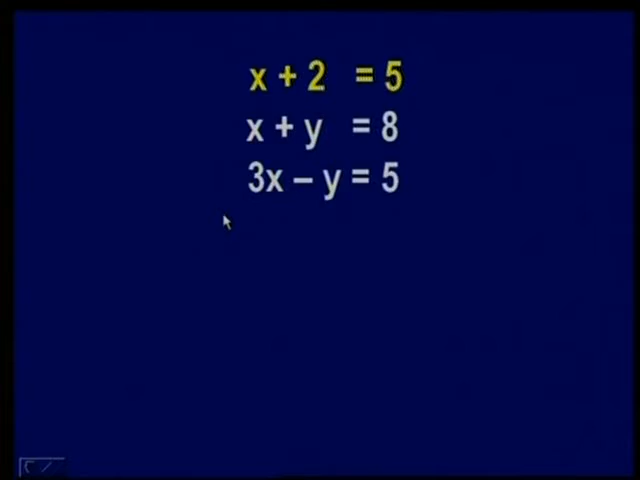 x + 2 = 5
x + y = 8
3x – y = 5